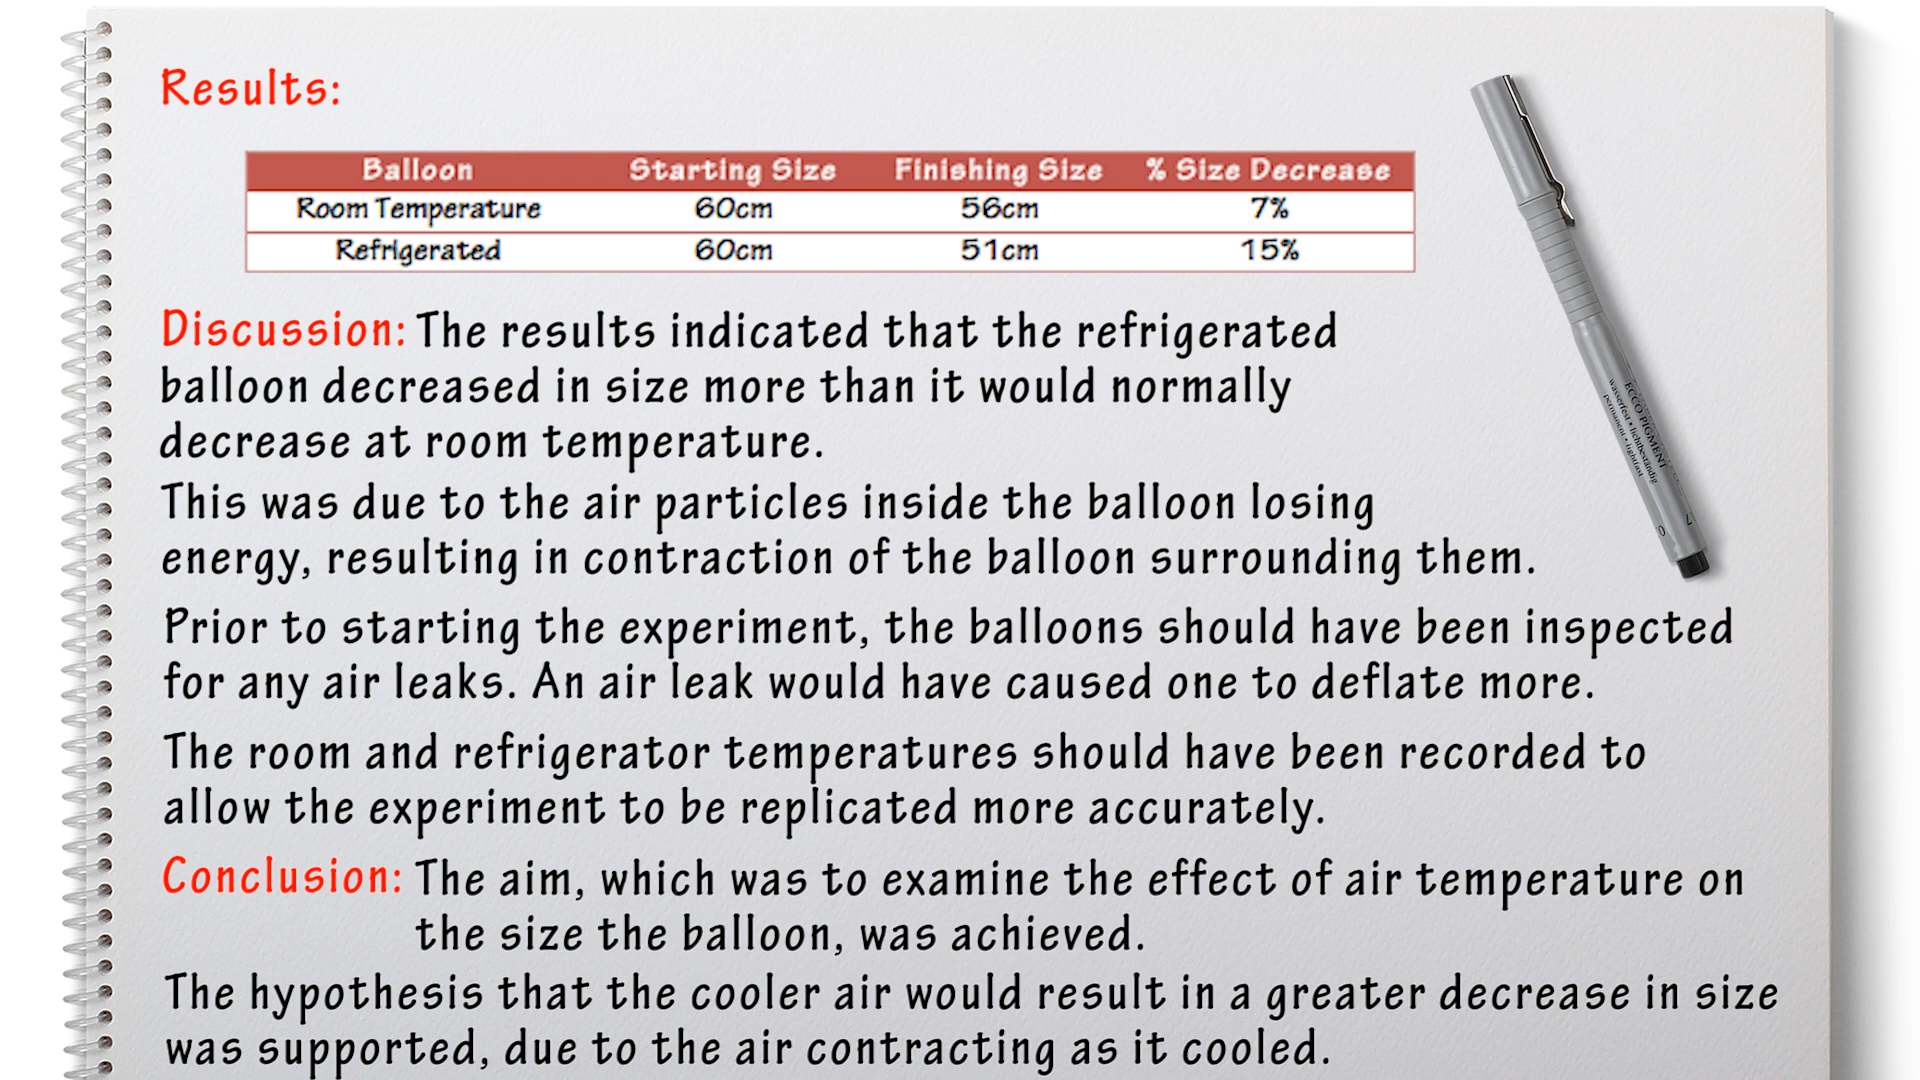 Results:
Balloon Starting Size Finishing Size % Size Decrease
Room Temperature 60cm 56cm 7%
Refrigerated 60cm 51cm 15%
Discussion: The results indicated that the refrigerated
balloon decreased in size more than it would normally
decrease at room temperature.
This was due to the air particles inside the balloon losing
energy, resulting in contraction of the balloon surrounding them.
Prior to starting the experiment, the balloons should have been inspected
for any air leaks. An air leak would have caused one to deflate more.
The room and refrigerator temperatures should have been recorded to
allow the experiment to be replicated more accurately.
Conclusion: The aim, which was to examine the effect of air temperature on
the size the balloon, was achieved.
The hypothesis that the cooler air would result in a greater decrease in size
was supported, due to the air contracting as it cooled.
ECCO PIGMENT
wasserfest • lichtbeständig
permanent • lightfast